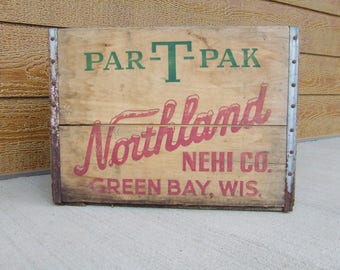 PAR-T-PAK
Northland
NEHI CO.
GREEN BAY, WIS.